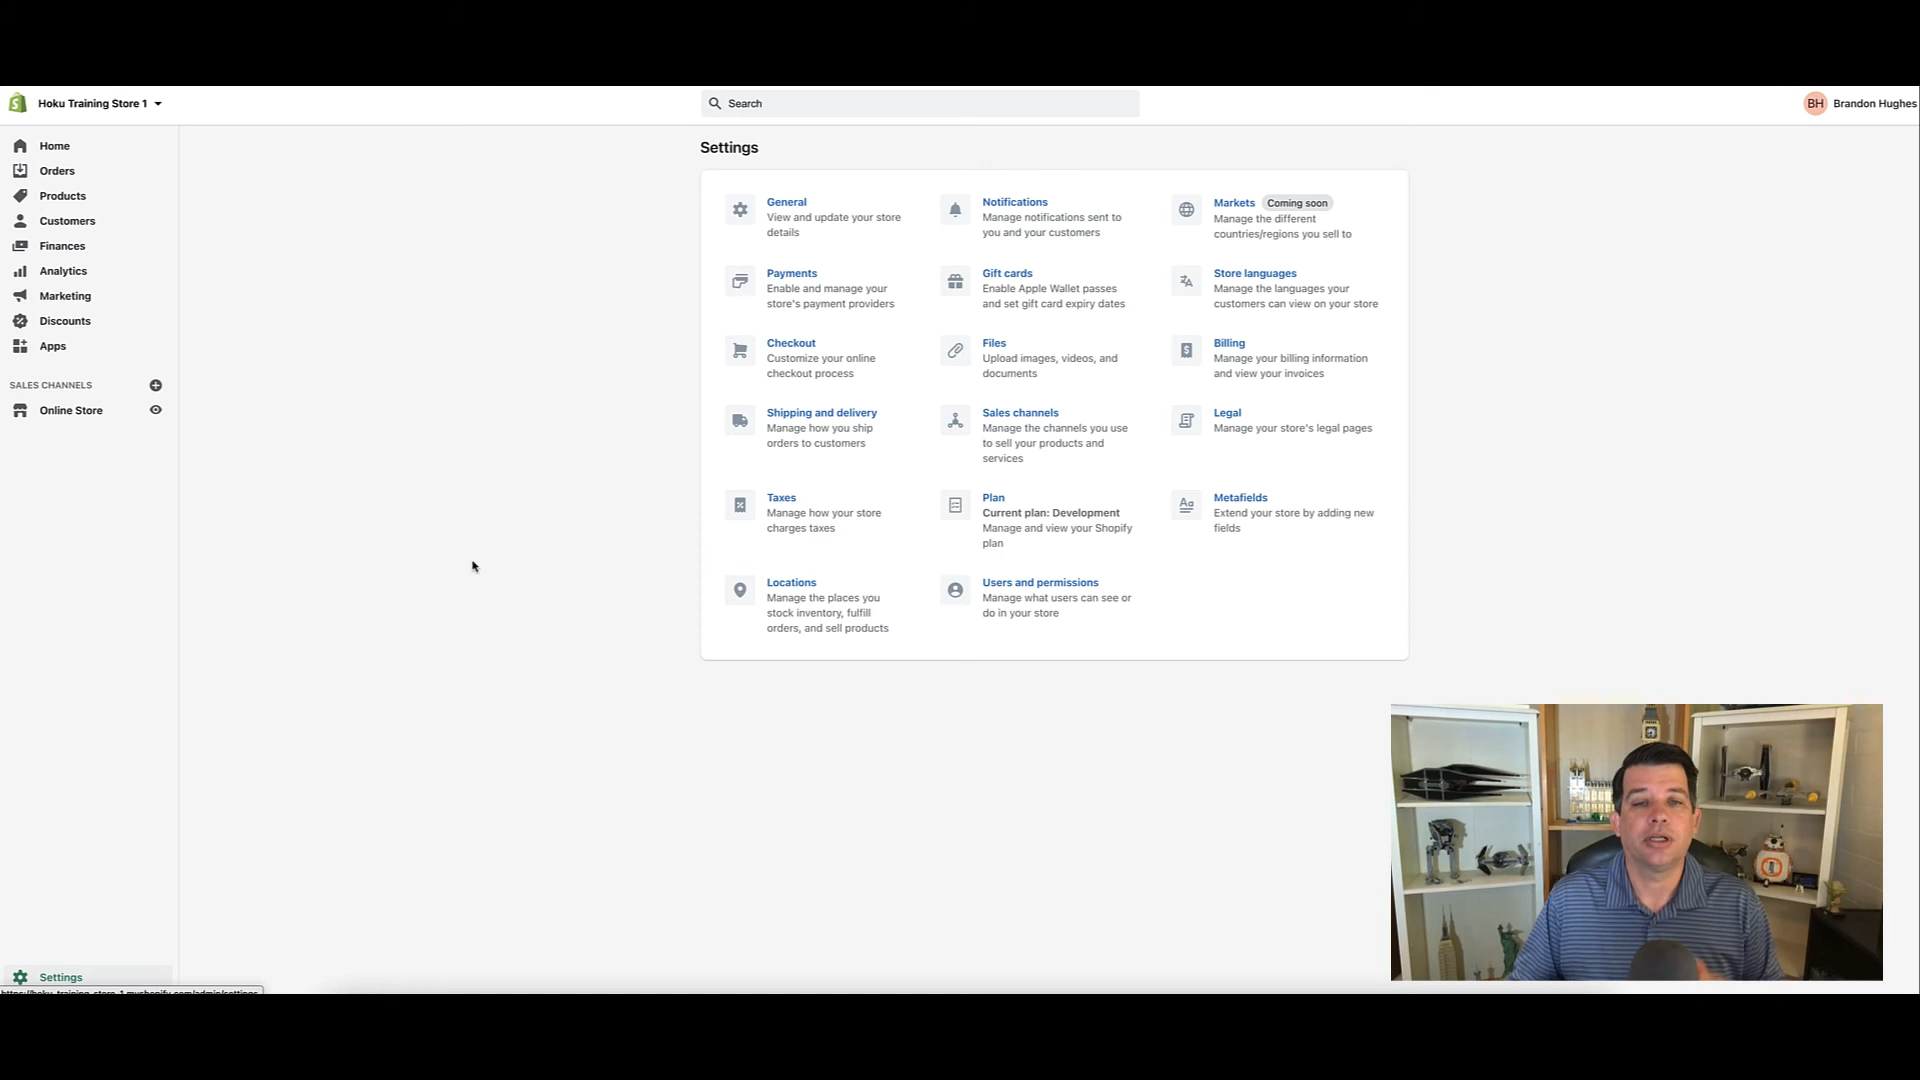 Hoku Training Store 1
Search
BH Brandon Hughes
Home
Orders
Products
Customers
Finances
Analytics
Marketing
Discounts
Apps
SALES CHANNELS
Online Store
Settings
https://hoku-training-store-1.myshopify.com/admin/settings
Settings
General
View and update your store
details
Notifications
Manage notifications sent to
you and your customers
Markets Coming soon
Manage the different
countries/regions you sell to
Payments
Enable and manage your
store's payment providers
Gift cards
Enable Apple Wallet passes
and set gift card expiry dates
Store languages
Manage the languages your
customers can view on your store
Checkout
Customize your online
checkout process
Files
Upload images, videos, and
documents
Billing
Manage your billing information
and view your invoices
Shipping and delivery
Manage how you ship
orders to customers
Sales channels
Manage the channels you use
to sell your products and
services
Legal
Manage your store's legal pages
Taxes
Manage how your store
charges taxes
Plan
Current plan: Development
Manage and view your Shopify
plan
Metafields
Extend your store by adding new
fields
Locations
Manage the places you
stock inventory, fulfill
orders, and sell products
Users and permissions
Manage what users can see or
do in your store